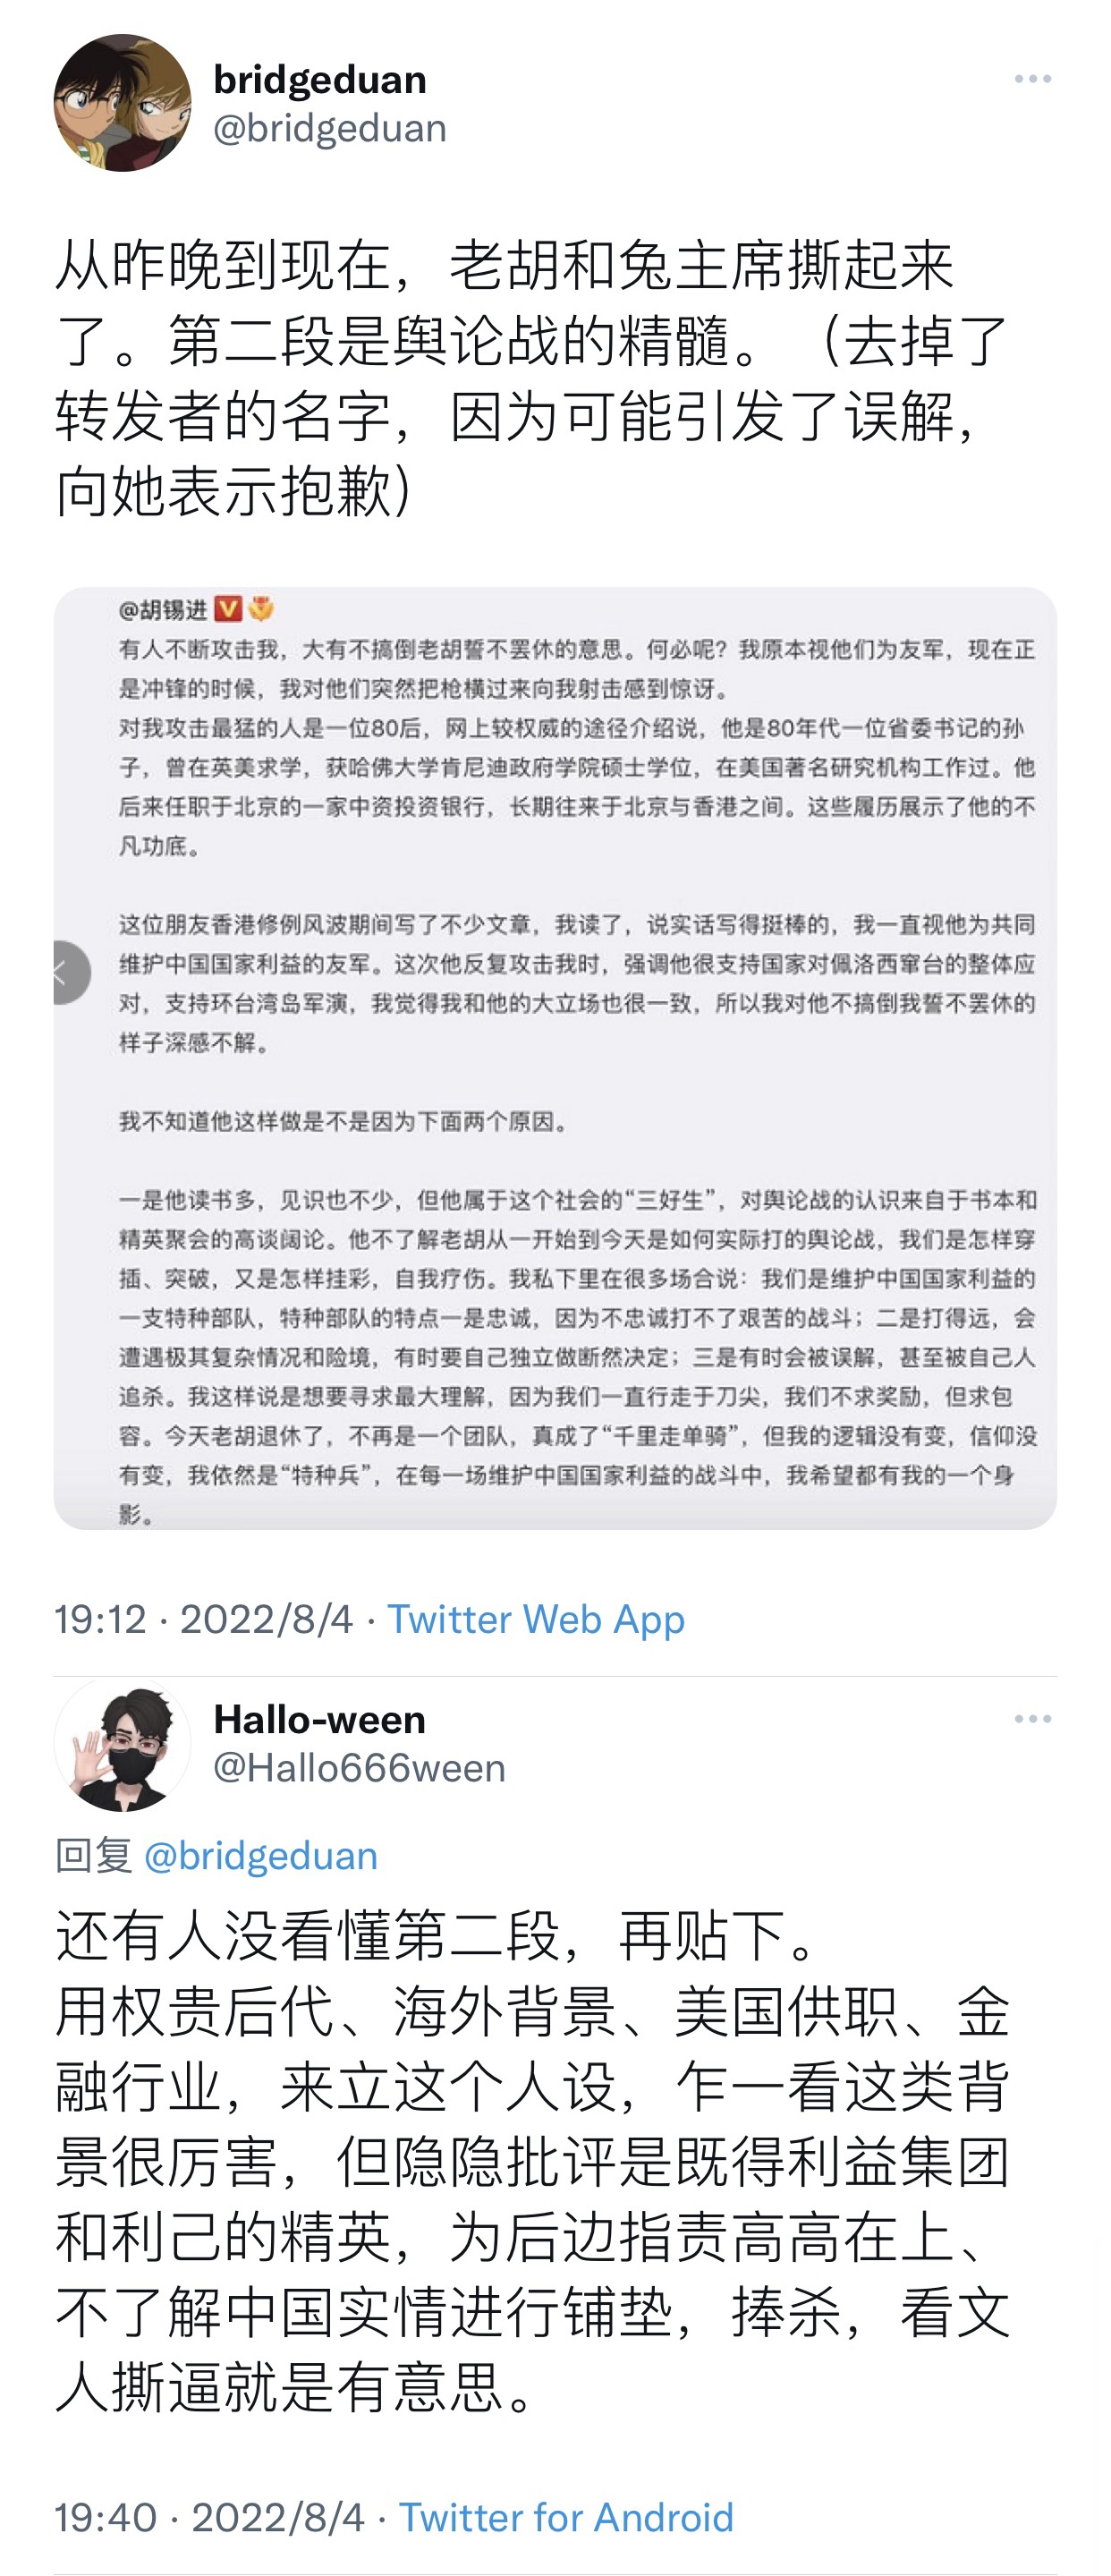 bridgeduan
@bridgeduan
从昨晚到现在，老胡和兔主席撕起来
了。第二段是舆论战的精髓。（去掉了
转发者的名字，因为可能引发了误解，
向她表示抱歉）
@胡锡进
有人不断攻击我，大有不搞倒老胡誓不罢休的意思。何必呢？我原本视他们为友军，现在正
是冲锋的时候，我对他们突然把枪横过来向我射击感到惊讶。
对我攻击最猛的人是一位80后，网上较权威的途径介绍说，他是80年代一位省委书记的孙
子，曾在英美求学，获哈佛大学肯尼迪政府学院硕士学位，在美国著名研究机构工作过。他
后来任职于北京的一家中资投资银行，长期往来于北京与香港之间。这些履历展示了他的不
凡功底。
这位朋友香港修例风波期间写了不少文章，我读了，说实话写得挺棒的，我一直视他为共同
维护中国国家利益的友军。这次他反复攻击我时，强调他很支持国家对佩洛西窜台的整体应
对，支持环台湾岛军演，我觉得我和他的大立场也很一致，所以我对他不搞倒我誓不罢休的
样子深感不解。
我不知道他这样做是不是因为下面两个原因。
一是他读书多，见识也不少，但他属于这个社会的“三好生”，对舆论战的认识来自于书本和
精英聚会的高谈阔论。他不了解老胡从一开始到今天是如何实际打的舆论战，我们是怎样穿
插、突破，又是怎样挂彩，自我疗伤。我私下里在很多场合说：我们是维护中国国家利益的
一支特种部队，特种部队的特点一是忠诚，因为不忠诚打不了艰苦的战斗；二是打得远，会
遭遇极其复杂情况和险境，有时要自己独立做断然决定；三是有时会被误解，甚至被自己人
追杀。我这样说是想要寻求最大理解，因为我们一直行走于刀尖，我们不求奖励，但求包
容。今天老胡退休了，不再是一个团队，真成了“千里走单骑”，但我的逻辑没有变，信仰没
有变，我依然是“特种兵”，在每一场维护中国国家利益的战斗中，我希望都有我的一个身
影。
19:12 · 2022/8/4 · Twitter Web App
Hallo-ween
@Hallo666ween
回复 @bridgeduan
还有人没看懂第二段，再贴下。
用权贵后代、海外背景、美国供职、金
融行业，来立这个人设，乍一看这类背
景很厉害，但隐隐批评是既得利益集团
和利己的精英，为后边指责高高在上、
不了解中国实情进行铺垫，捧杀，看文
人撕逼就是有意思。
19:40 · 2022/8/4 · Twitter for Android